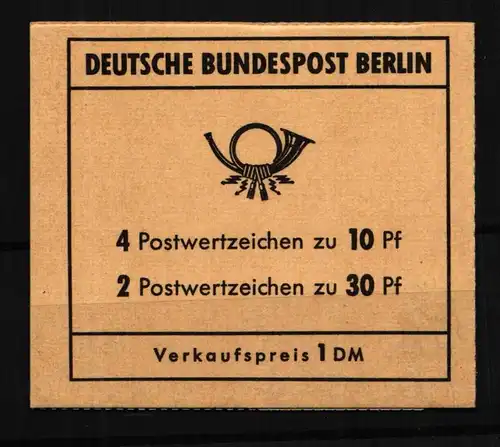 DEUTSCHE BUNDESPOST BERLIN
4 Postwertzeichen zu 10 Pf
2 Postwertzeichen zu 30 Pf
Verkaufspreis 1 DM